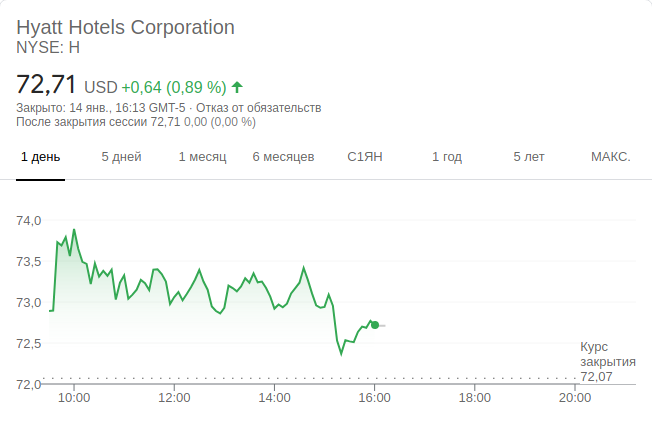 Hyatt Hotels Corporation
NYSE: H
72,71 USD +0,64 (0,89 %)
Закрыто: 14 янв., 16:13 GMT-5 · Отказ от обязательств
После закрытия сессии 72,71 0,00 (0,00 %)
1 день 5 дней 1 месяц 6 месяцев С1ЯН 1 год 5 лет МАКС.
74,0
73,5
73,0
72,5
72,0
Курс
закрытия
72,07
10:00 12:00 14:00 16:00 18:00 20:00